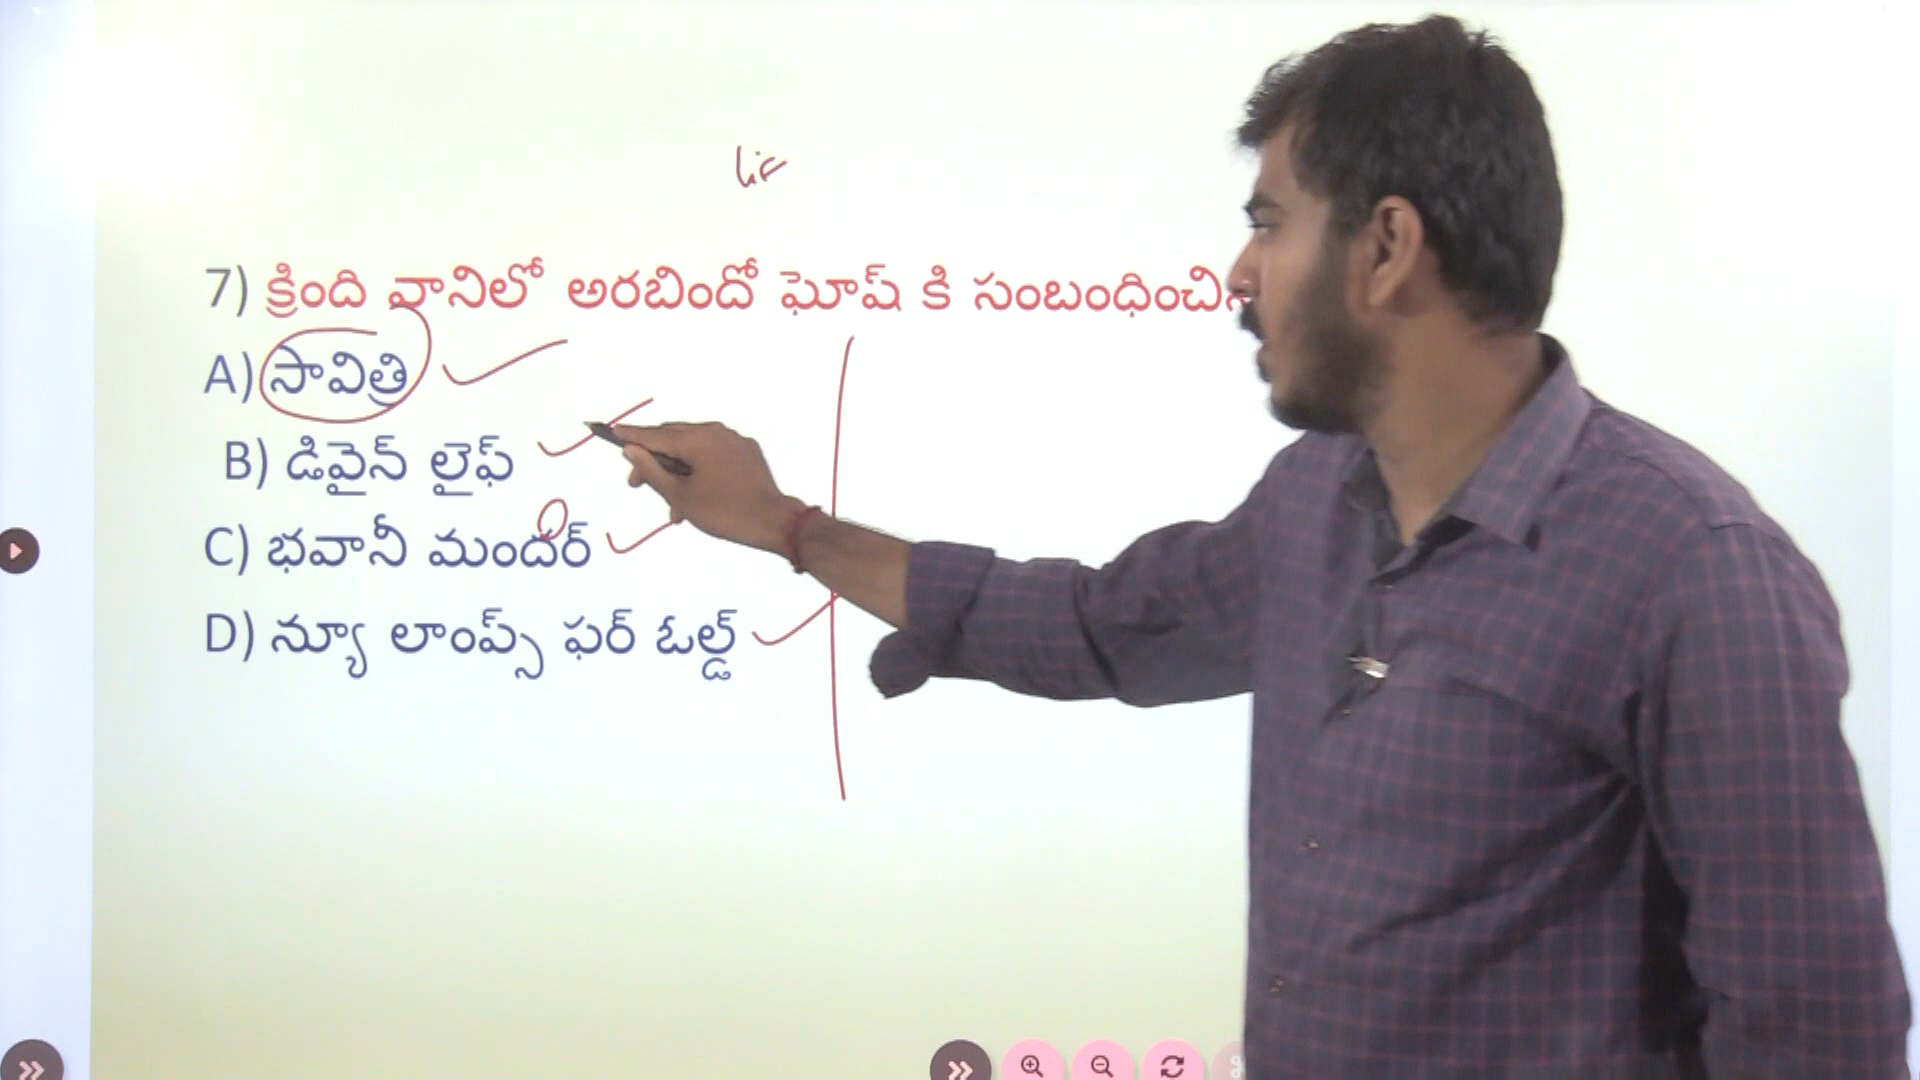 7) క్రింది వానిలో అరబిందో ఘోష్ కి
A) సావిత్రి
B) డివైన్ లైఫ్
C) భవానీ మందిర్
D) న్యూ లాంప్స్ ఫర్ ఓల్డ్